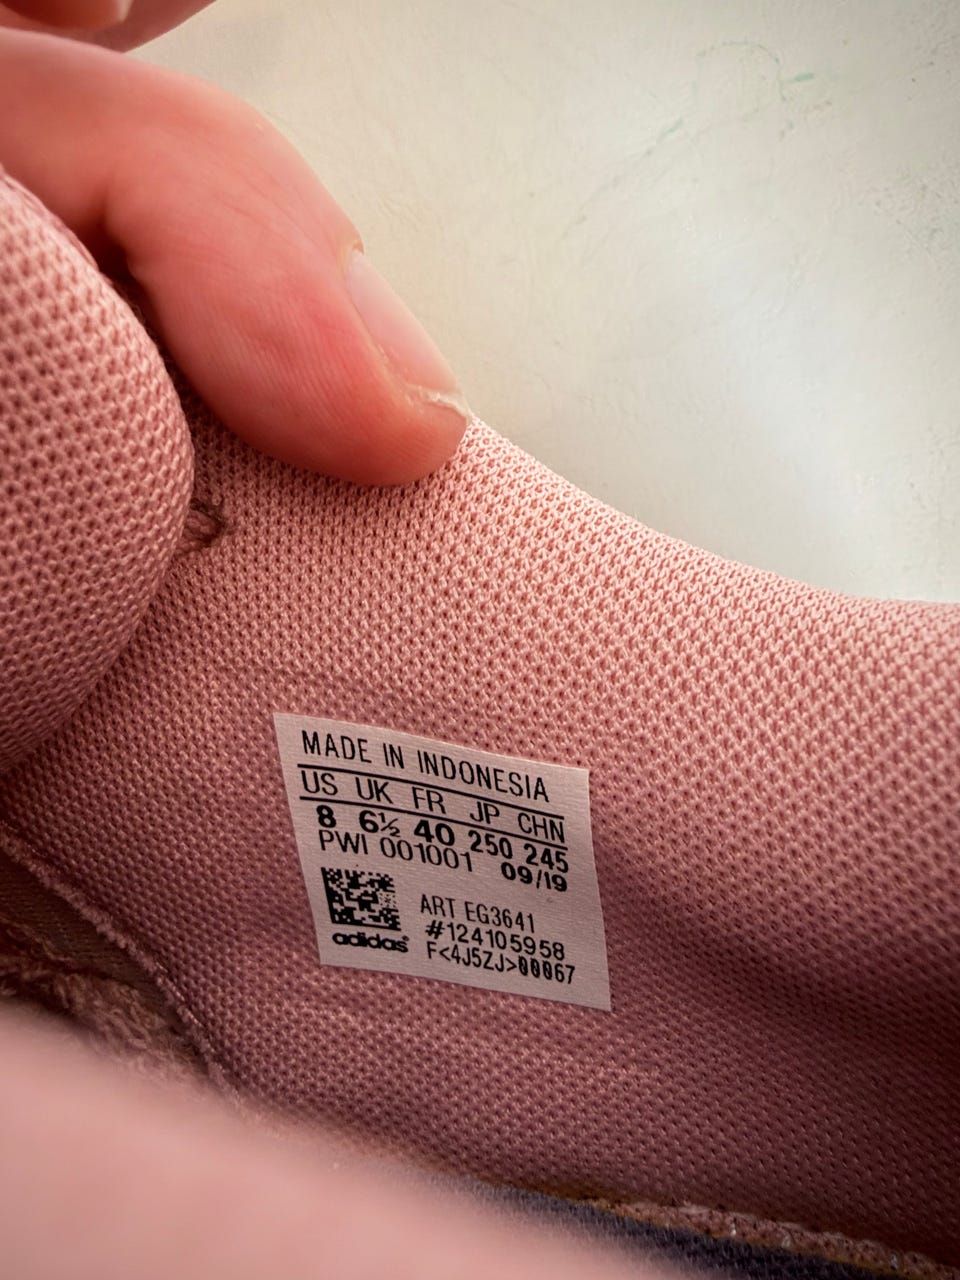 MADE IN INDONESIA
US UK FR JP CHN
8 6½ 40 250 245
PWI 001001 09/19
ART EG3641
#124105958
F<4J5ZJ>00067
adidas